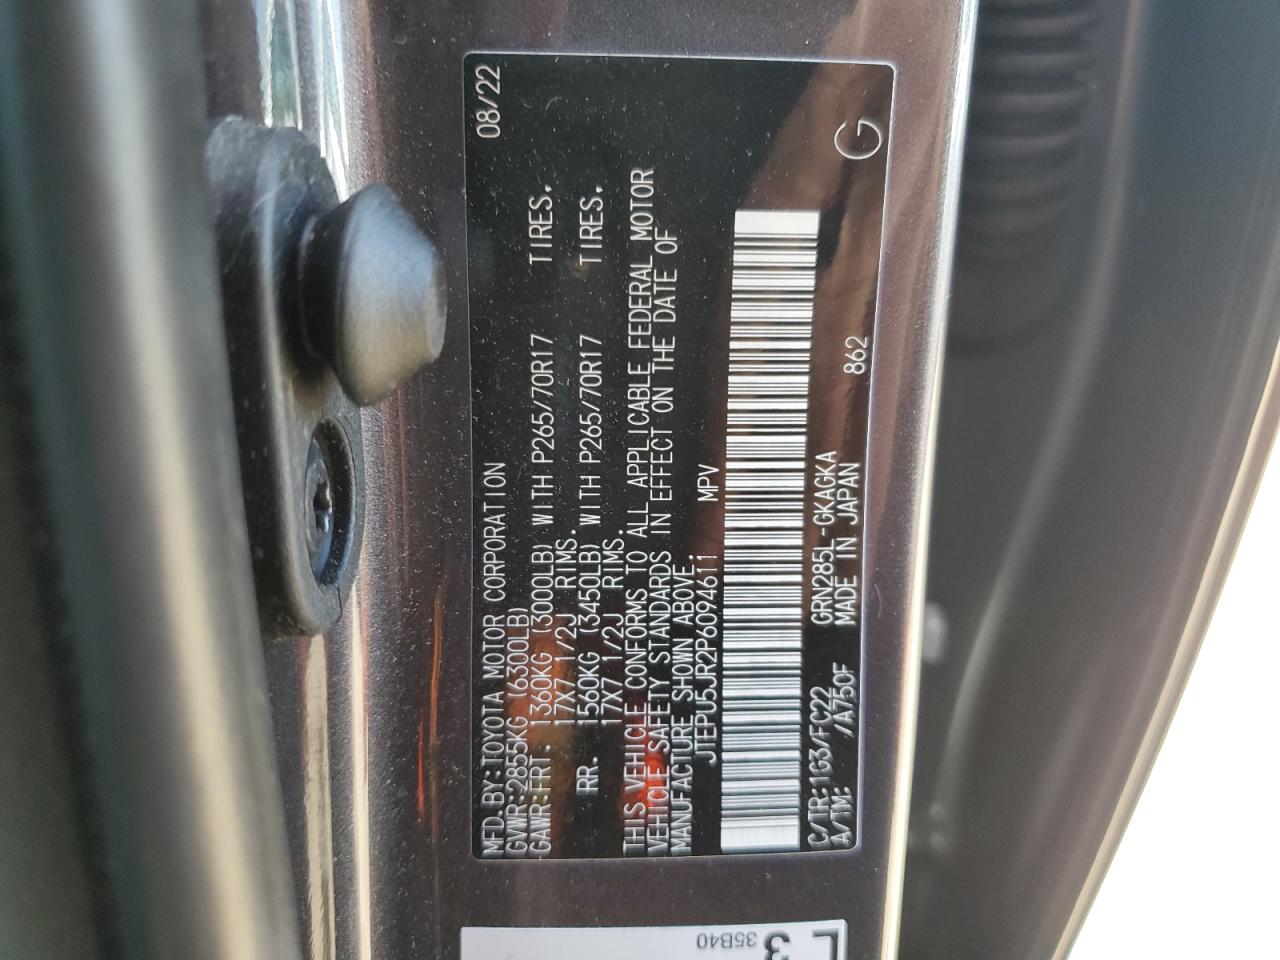 MFD. BY: TOYOTA MOTOR CORPORATION 08/22
GVWR: 2855KG (6300LB)
GAWR: FRT. 1360KG (3000LB) WITH P265/70R17 TIRES.
17X7 1/2J RIMS.
RR. 1560KG (3450LB) WITH P265/70R17 TIRES.
17X7 1/2J RIMS.
THIS VEHICLE CONFORMS TO ALL APPLICABLE FEDERAL MOTOR
VEHICLE SAFETY STANDARDS IN EFFECT ON THE DATE OF
MANUFACTURE SHOWN ABOVE.
JTEPU5JR2P6094611 MPV
C/TR: 1G3/FC22 GRN285L-GKAGKA
A/TM: /A750F MADE IN JAPAN 862 G
35B40